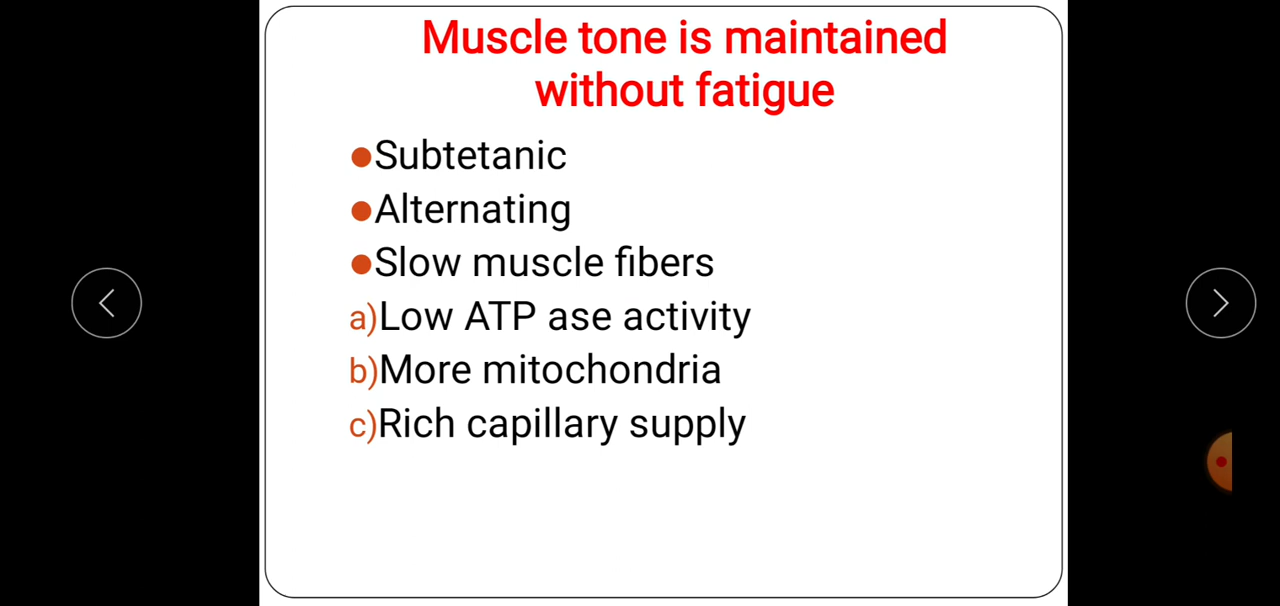 Muscle tone is maintained
without fatigue
●Subtetanic
●Alternating
●Slow muscle fibers
a)Low ATP ase activity
b)More mitochondria
c)Rich capillary supply